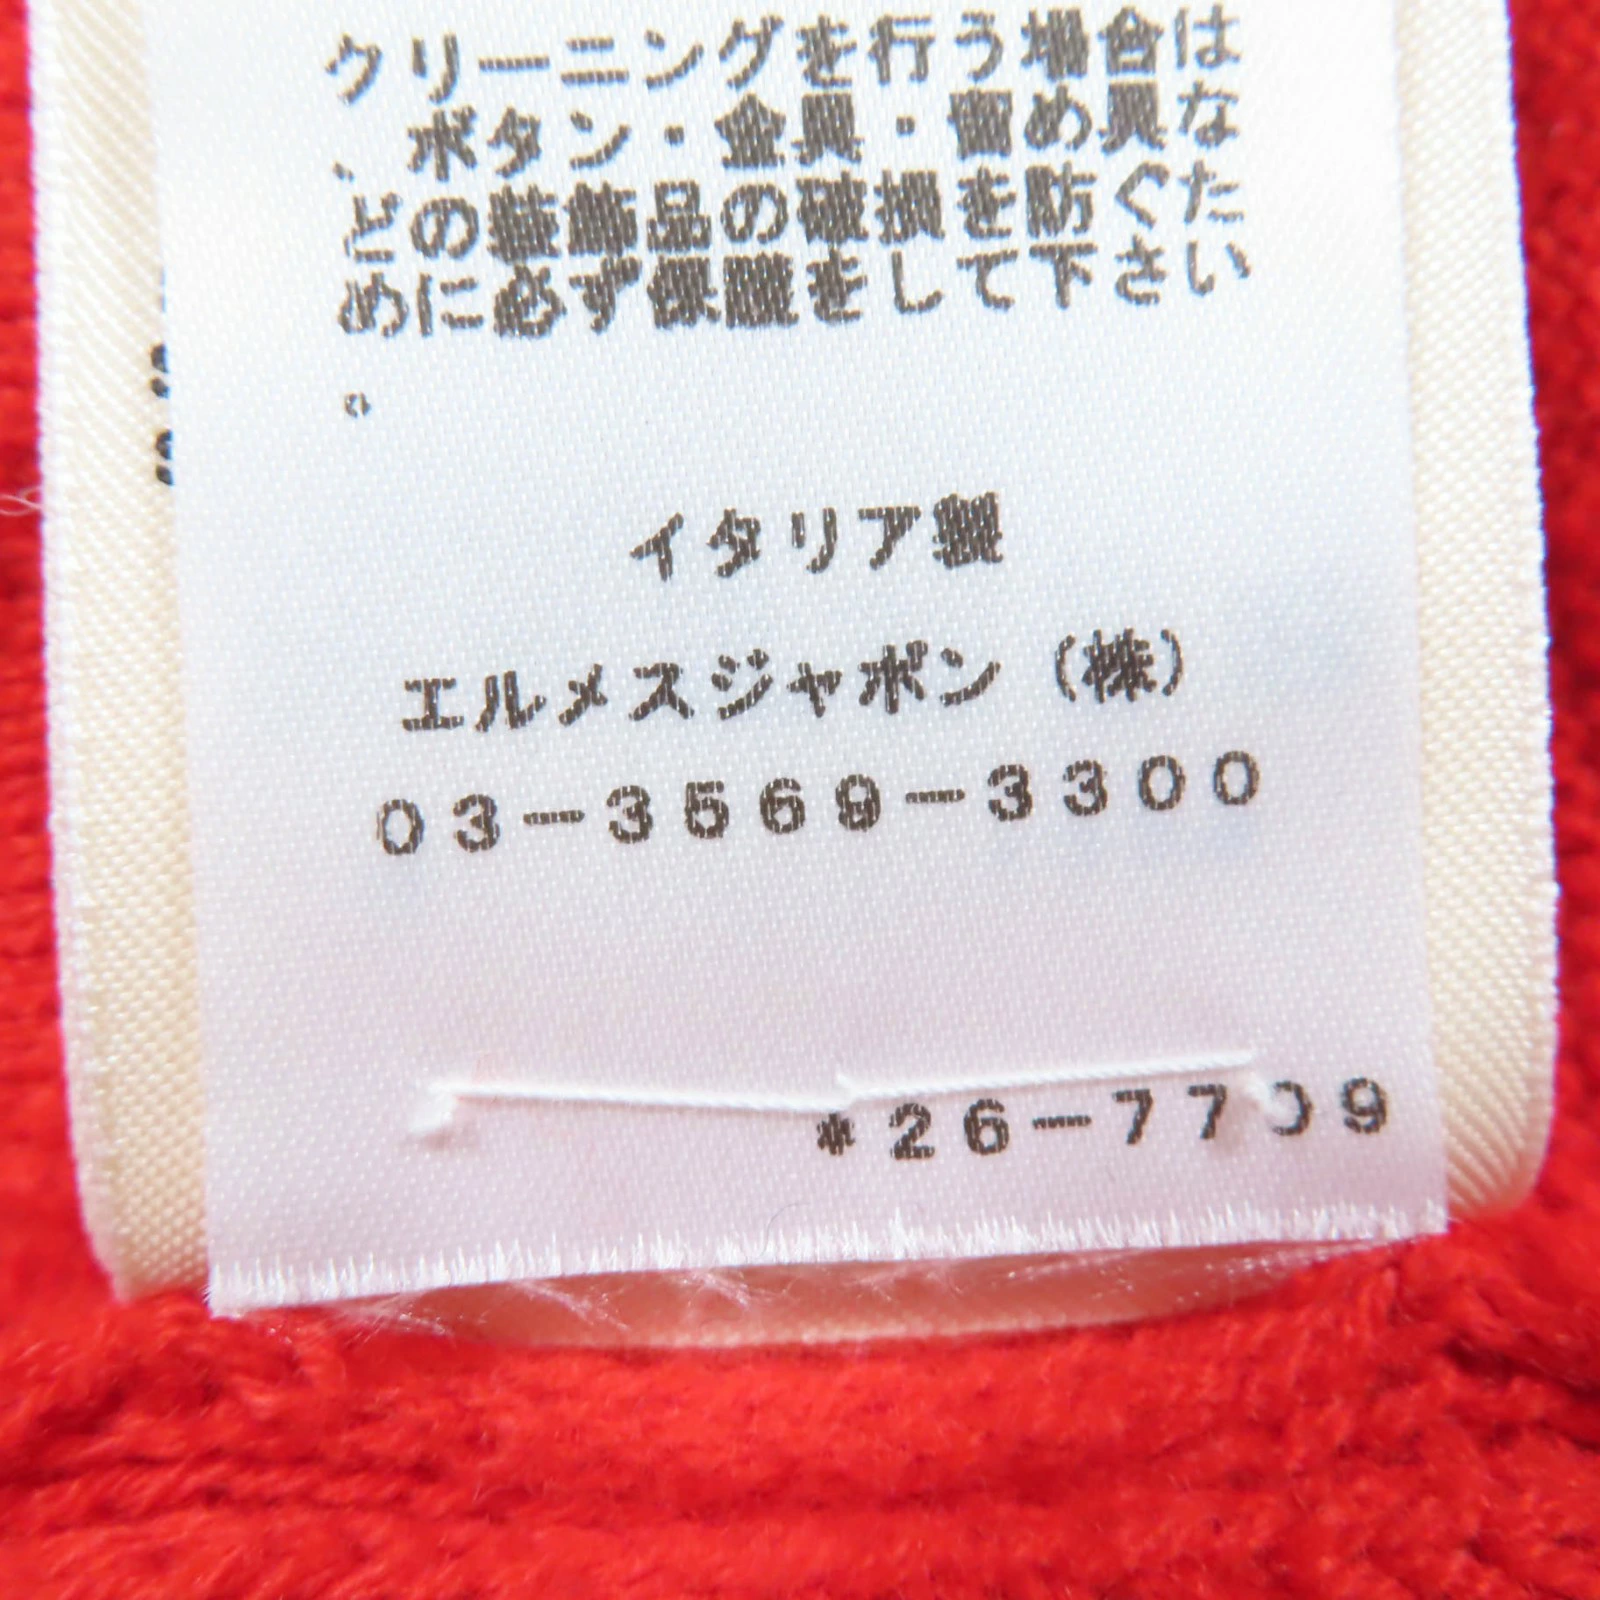 クリーニングを行う場合は
、ボタン・金具・留め具な
どの装飾品の破損を防ぐた
めに必ず保護をして下さい
。
イタリア製
エルメスジャポン（株）
03-3569-3300
*26-7709